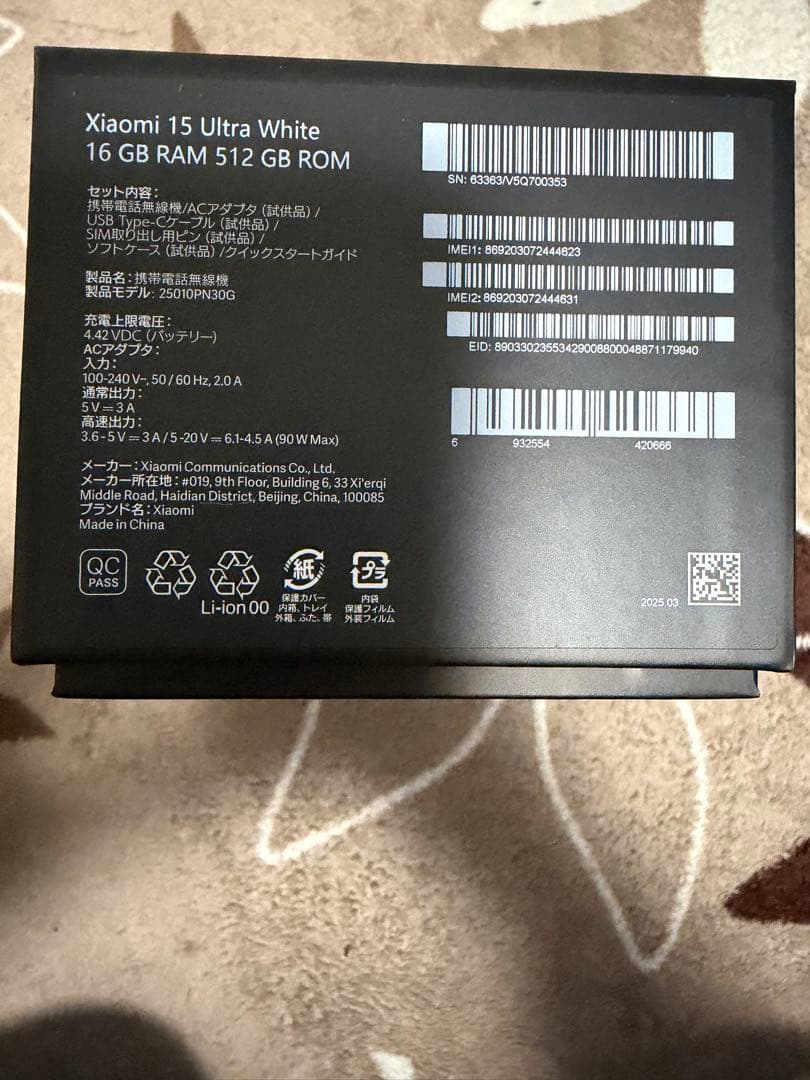 Xiaomi 15 Ultra White
16 GB RAM 512 GB ROM
セット内容：
携帯電話無線機/ACアダプタ (試供品) /
USB Type-Cケーブル (試供品) /
SIM取り出し用ピン (試供品) /
ソフトケース (試供品) /クイックスタートガイド
製品名：携帯電話無線機
製品モデル: 25010PN30G
充電上限電圧：
4.42 VDC (バッテリー)
ACアダプタ：
入力：
100-240 V~, 50 / 60 Hz, 2.0 A
通常出力：
5 V⎓3 A
高速出力：
3.6 - 5 V⎓3 A / 5 -20 V⎓6.1-4.5 A (90 W Max)
メーカー：Xiaomi Communications Co., Ltd.
メーカー所在地：#019, 9th Floor, Building 6, 33 Xi'erqi
Middle Road, Haidian District, Beijing, China, 100085
ブランド名：Xiaomi
Made in China
QC
PASS
Li-ion 00
紙
保護カバー
内箱、トレイ
外箱、ふた、帯
プラ
内袋
保護フィルム
外装フィルム
SN: 63363/V5Q700353
IMEI1: 869203072444623
IMEI2: 869203072444631
EID: 89033023553429008800048871179940
6 932554 420666
2025.03